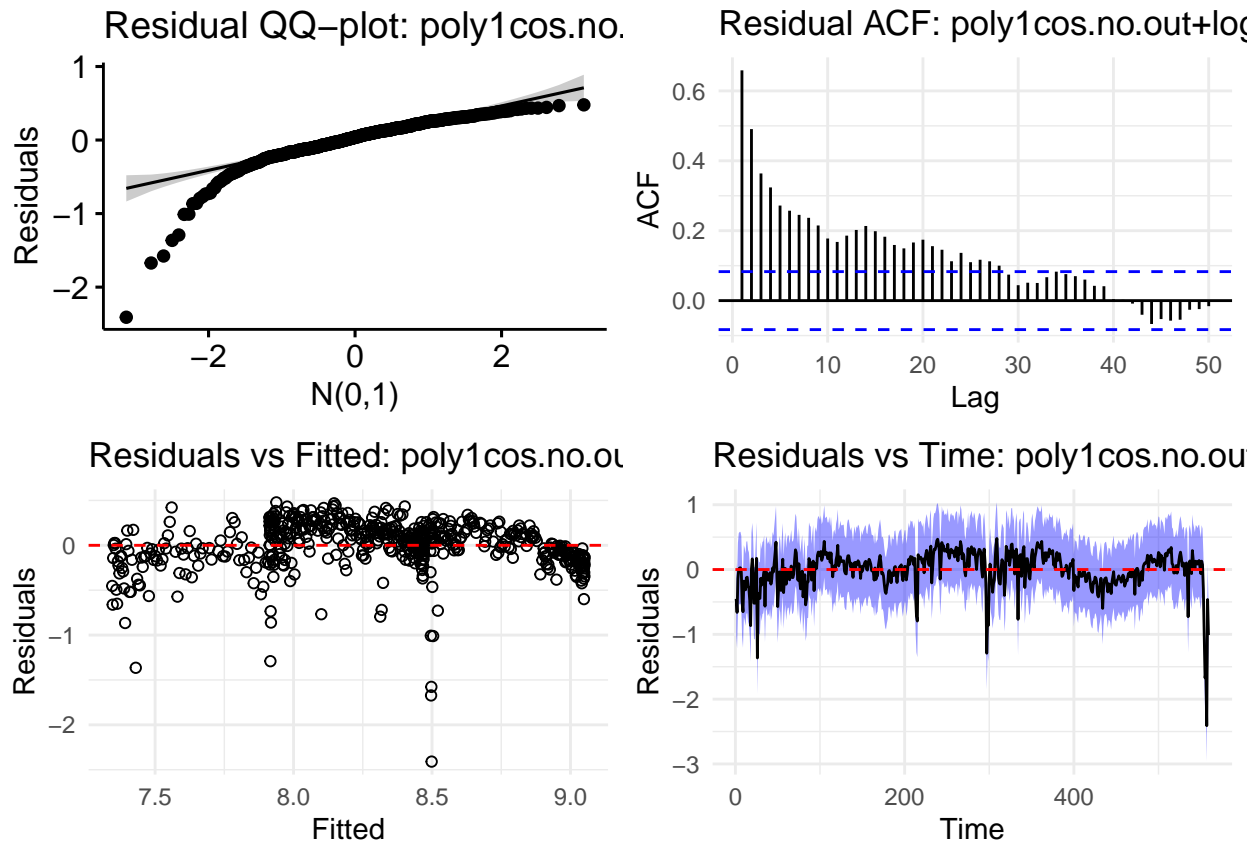 Residual QQ−plot: poly1cos.no.
1
0
−1
−2
Residuals
−2 0 2
N(0,1)
Residual ACF: poly1cos.no.out+log
0.6
0.4
0.2
0.0
ACF
0 10 20 30 40 50
Lag
Residuals vs Fitted: poly1cos.no.ou
0
−1
−2
Residuals
7.5 8.0 8.5 9.0
Fitted
Residuals vs Time: poly1cos.no.out
1
0
−1
−2
−3
Residuals
0 200 400
Time